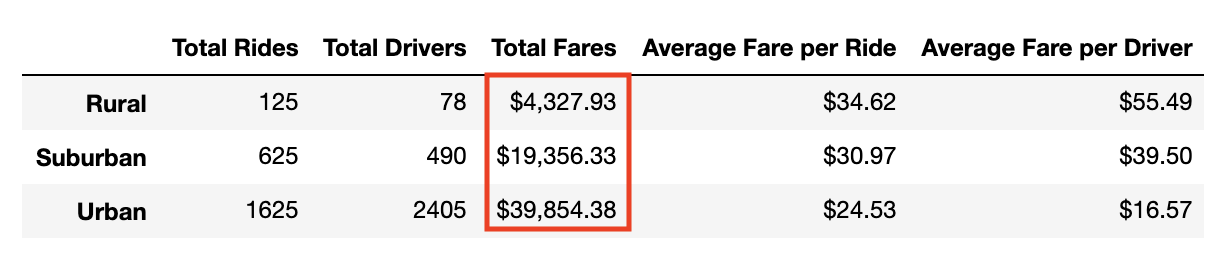 Total Rides Total Drivers Total Fares Average Fare per Ride Average Fare per Driver
Rural 125 78 $4,327.93 $34.62 $55.49
Suburban 625 490 $19,356.33 $30.97 $39.50
Urban 1625 2405 $39,854.38 $24.53 $16.57